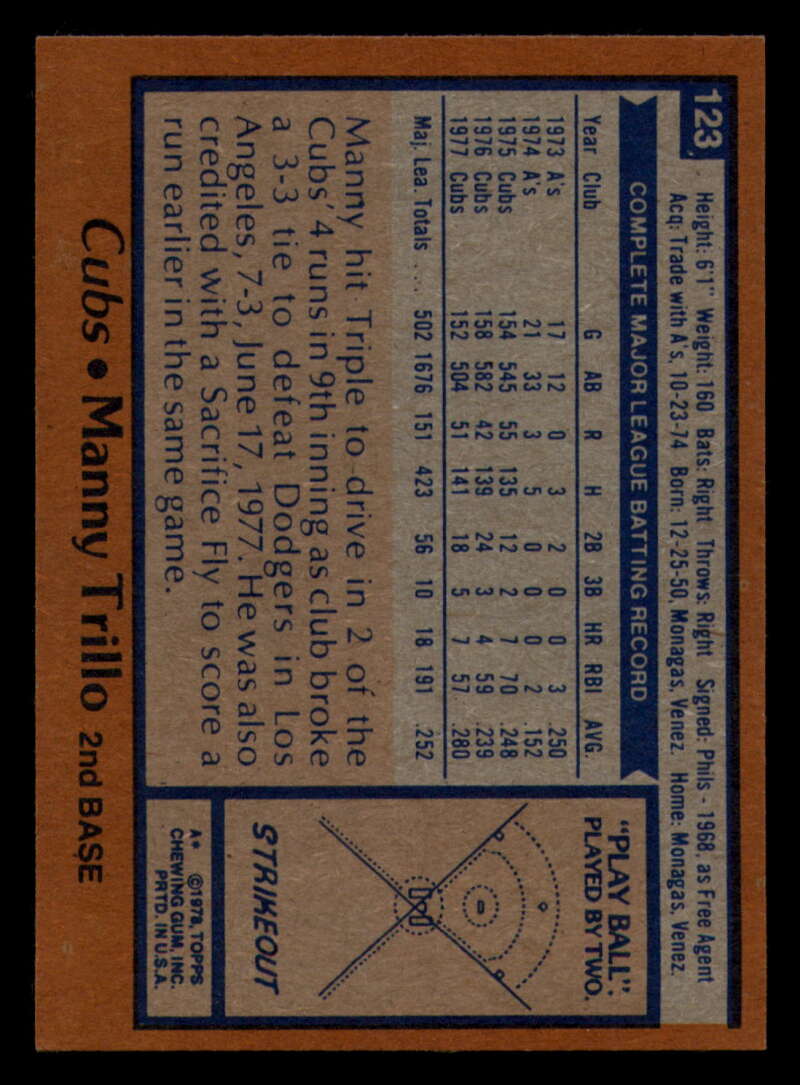 123
Height: 6'1" Weight: 160 Bats: Right Throws: Right Signed: Phils - 1968, as Free Agent
Acq: Trade with A's, 10-23-74 Born: 12-25-50, Monagas, Venez. Home: Monagas, Venez.
COMPLETE MAJOR LEAGUE BATTING RECORD
Year Club G AB R H 2B 3B HR RBI AVG.
1973 A's 17 12 0 3 2 0 0 3 .250
1974 A's 21 33 3 5 0 0 0 2 .152
1975 Cubs 154 545 55 135 12 2 7 70 .248
1976 Cubs 158 582 42 139 24 3 4 59 .239
1977 Cubs 152 504 51 141 18 5 7 57 .280
Maj. Lea. Totals .... 502 1676 151 423 56 10 18 191 .252
Manny hit Triple to drive in 2 of the
Cubs' 4 runs in 9th inning as club broke
a 3-3 tie to defeat Dodgers in Los
Angeles, 7-3, June 17, 1977. He was also
credited with a Sacrifice Fly to score a
run earlier in the same game.
"PLAY BALL":
PLAYED BY TWO.
STRIKEOUT
A* ©1978, TOPPS
CHEWING GUM, INC.
PRTD. IN U.S.A.
Cubs • Manny Trillo 2nd BASE